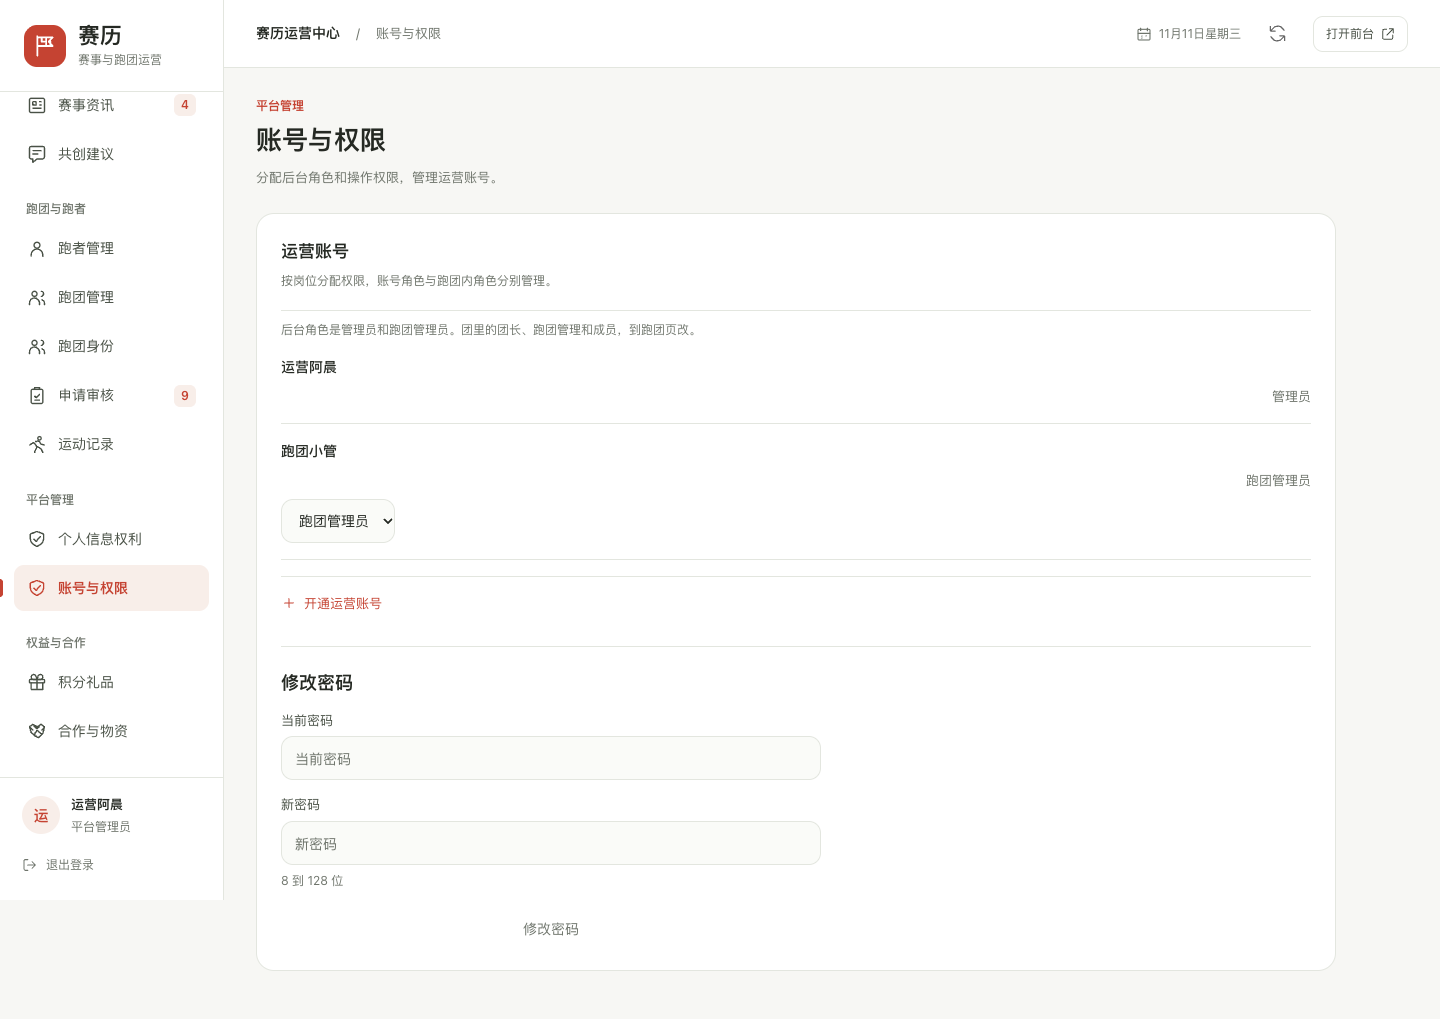 赛历
赛事与跑团运营
赛事资讯 4
共创建议
跑团与跑者
跑者管理
跑团管理
跑团身份
申请审核 9
运动记录
平台管理
个人信息权利
账号与权限
权益与合作
积分礼品
合作与物资
运
运营阿晨
平台管理员
退出登录
赛历运营中心 / 账号与权限
11月11日星期三
打开前台
平台管理
账号与权限
分配后台角色和操作权限，管理运营账号。
运营账号
按岗位分配权限，账号角色与跑团内角色分别管理。
后台角色是管理员和跑团管理员。团里的团长、跑团管理和成员，到跑团页改。
运营阿晨
管理员
跑团小管
跑团管理员
跑团管理员
开通运营账号
修改密码
当前密码
当前密码
新密码
新密码
8 到 128 位
修改密码